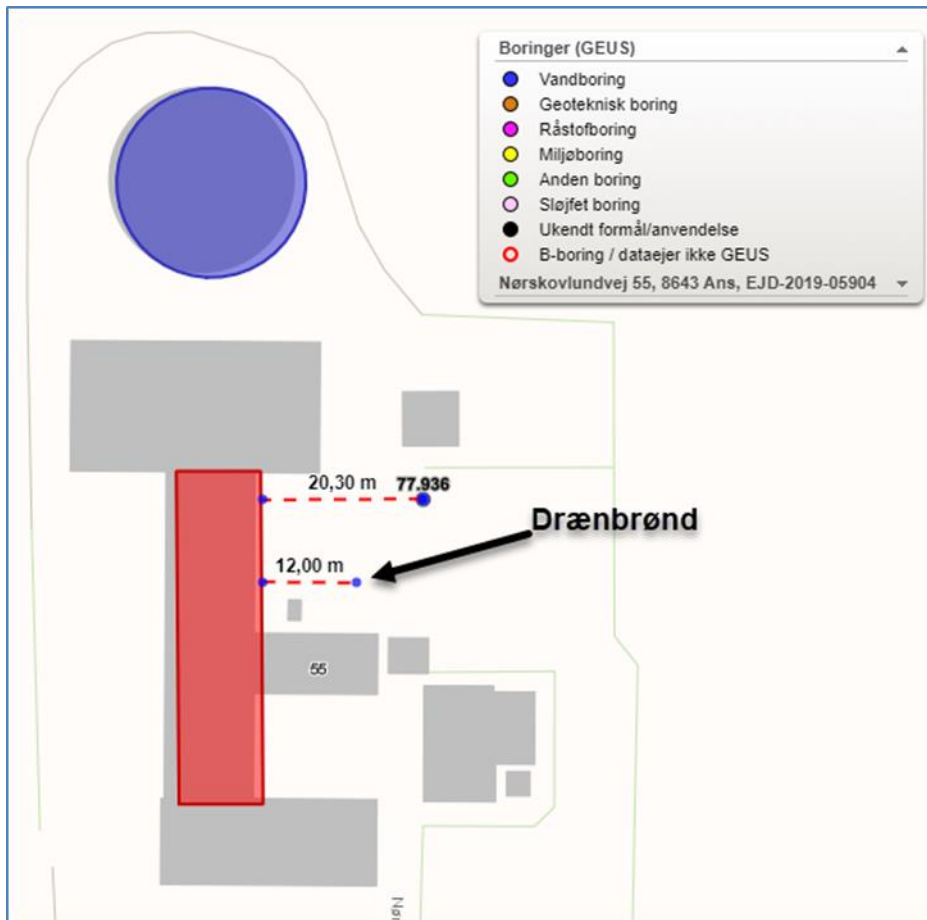 Boringer (GEUS)
Vandboring
Geoteknisk boring
Råstofboring
Miljøboring
Anden boring
Sløjfet boring
Ukendt formål/anvendelse
B-boring / dataejer ikke GEUS
Nørskovlundvej 55, 8643 Ans, EJD-2019-05904
20,30 m 77.936
Drænbrønd
12,00 m
55
Nør